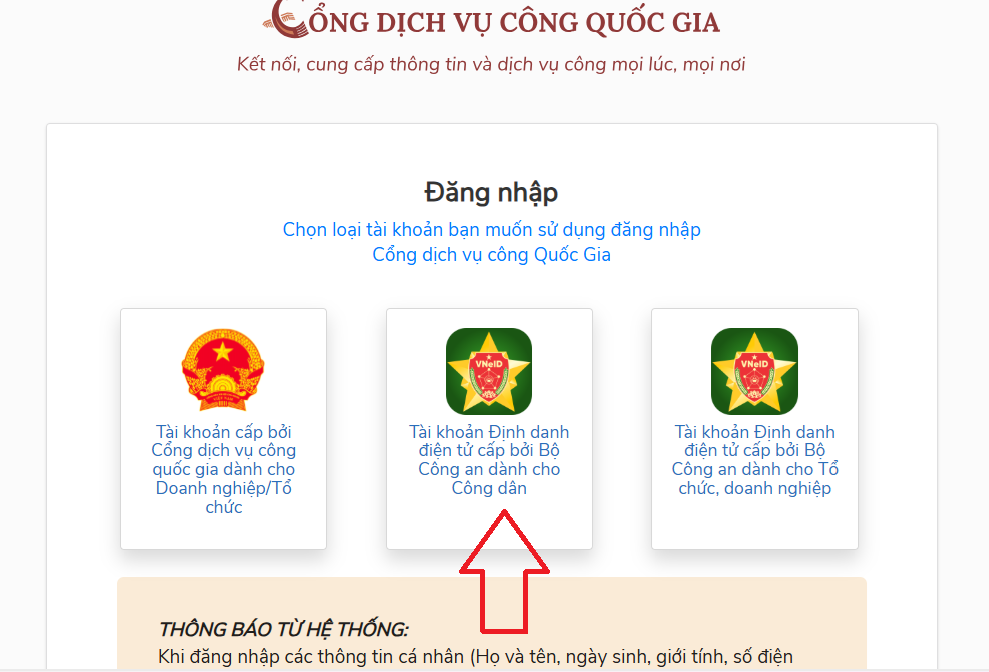 CỔNG DỊCH VỤ CÔNG QUỐC GIA
Kết nối, cung cấp thông tin và dịch vụ công mọi lúc, mọi nơi
Đăng nhập
Chọn loại tài khoản bạn muốn sử dụng đăng nhập
Cổng dịch vụ công Quốc Gia
Tài khoản cấp bởi
Cổng dịch vụ công
quốc gia dành cho
Doanh nghiệp/Tổ
chức
VNeID
Tài khoản Định danh
điện tử cấp bởi Bộ
Công an dành cho
Công dân
VNeID
Tài khoản Định danh
điện tử cấp bởi Bộ
Công an dành cho Tổ
chức, doanh nghiệp
THÔNG BÁO TỪ HỆ THỐNG:
Khi đăng nhập các thông tin cá nhân (Họ và tên, ngày sinh, giới tính, số điện